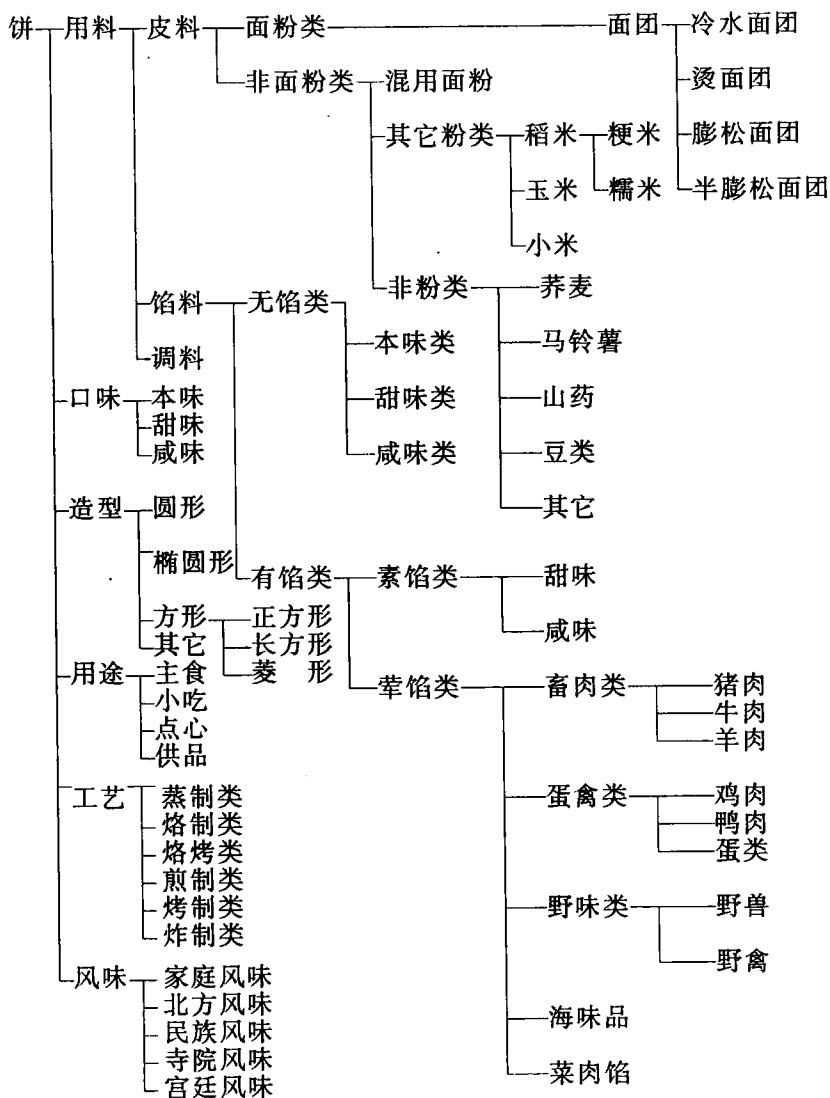 饼 用料 皮料 面粉类 面团 冷水面团
非面粉类 混用面粉 烫面团
其它粉类 稻米 粳米 膨松面团
玉米 糯米 半膨松面团
小米
馅料 无馅类 非粉类 荞麦
调料 本味类 马铃薯
口味 本味 甜味类 山药
甜味
咸味 咸味类 豆类
造型 圆形 其它
椭圆形 有馅类 素馅类 甜味
方形 正方形 咸味
其它 长方形
用途 主食 菱 形 荤馅类 畜肉类 猪肉
小吃 牛肉
点心 羊肉
供品
工艺 蒸制类 蛋禽类 鸡肉
烙制类 鸭肉
烙烤类 蛋类
煎制类
烤制类 野味类 野兽
炸制类
野禽
风味 家庭风味
北方风味 海味品
民族风味
寺院风味 菜肉馅
宫廷风味